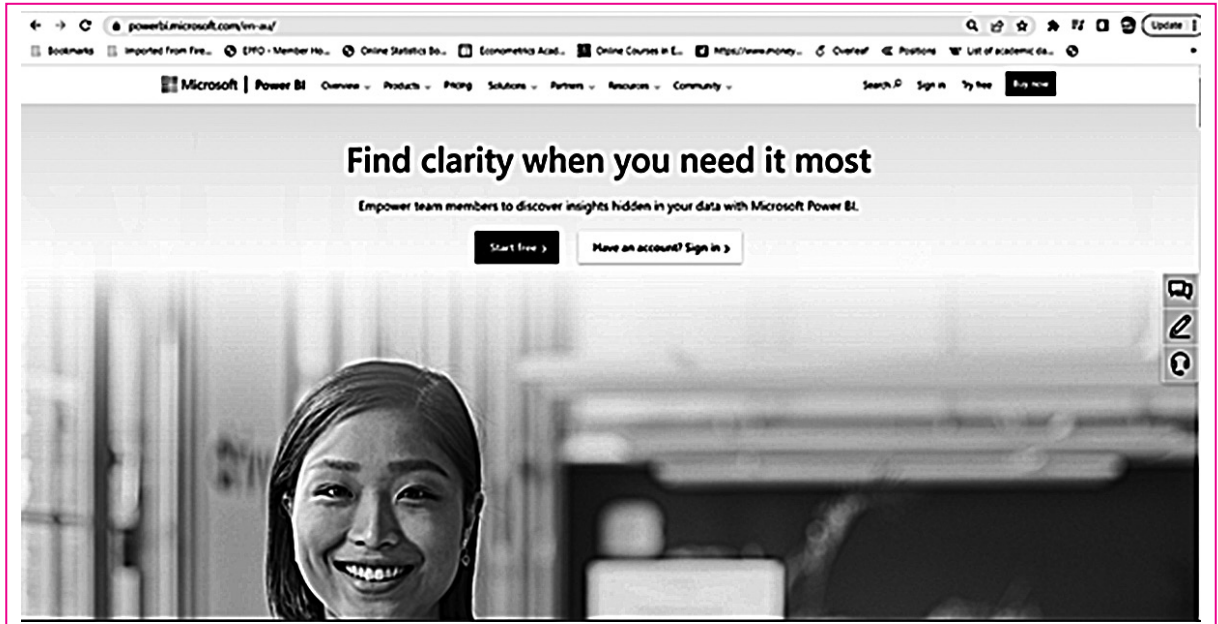 powerbi.microsoft.com/en-au/
Update
Bookmarks Imported From Fire... EPFO - Member Ho... Online Statistics Bo... Econometrics Acad... Online Courses in E... https://www.money... Overleaf Positions List of academic da...
Microsoft Power BI Overview Products Pricing Solutions Partners Resources Community Search Sign in Try free Buy now
Find clarity when you need it most
Empower team members to discover insights hidden in your data with Microsoft Power BI.
Start free > Have an account? Sign in >